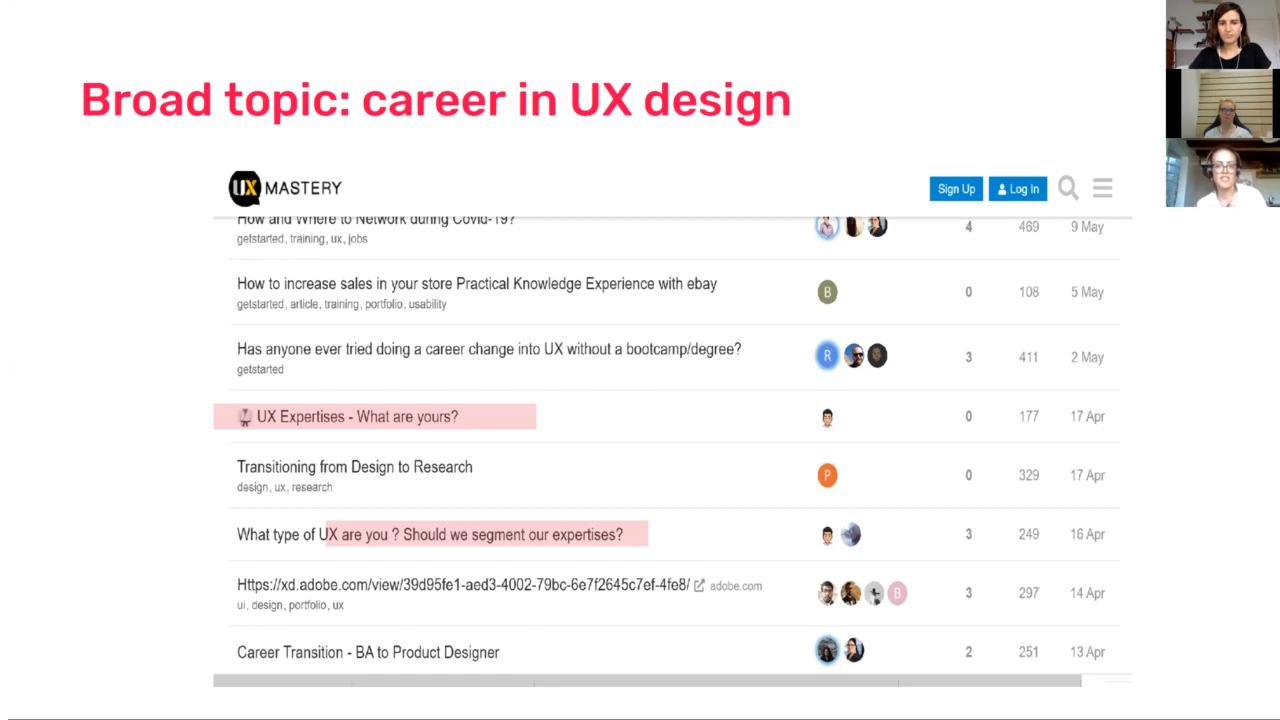 Broad topic: career in UX design
UX MASTERY
Sign Up
Log In
How and Where to Network during Covid-19?
getstarted, training, ux, jobs
4 469 9 May
How to increase sales in your store Practical Knowledge Experience with ebay
getstarted, article, training, portfolio, usability
B 0 108 5 May
Has anyone ever tried doing a career change into UX without a bootcamp/degree?
getstarted
R 3 411 2 May
UX Expertises - What are yours?
0 177 17 Apr
Transitioning from Design to Research
design, ux, research
P 0 329 17 Apr
What type of UX are you ? Should we segment our expertises?
3 249 16 Apr
Https://xd.adobe.com/view/39d95fe1-aed3-4002-79bc-6e7f2645c7ef-4fe8/ adobe.com
ui, design, portfolio, ux
B 3 297 14 Apr
Career Transition - BA to Product Designer
2 251 13 Apr